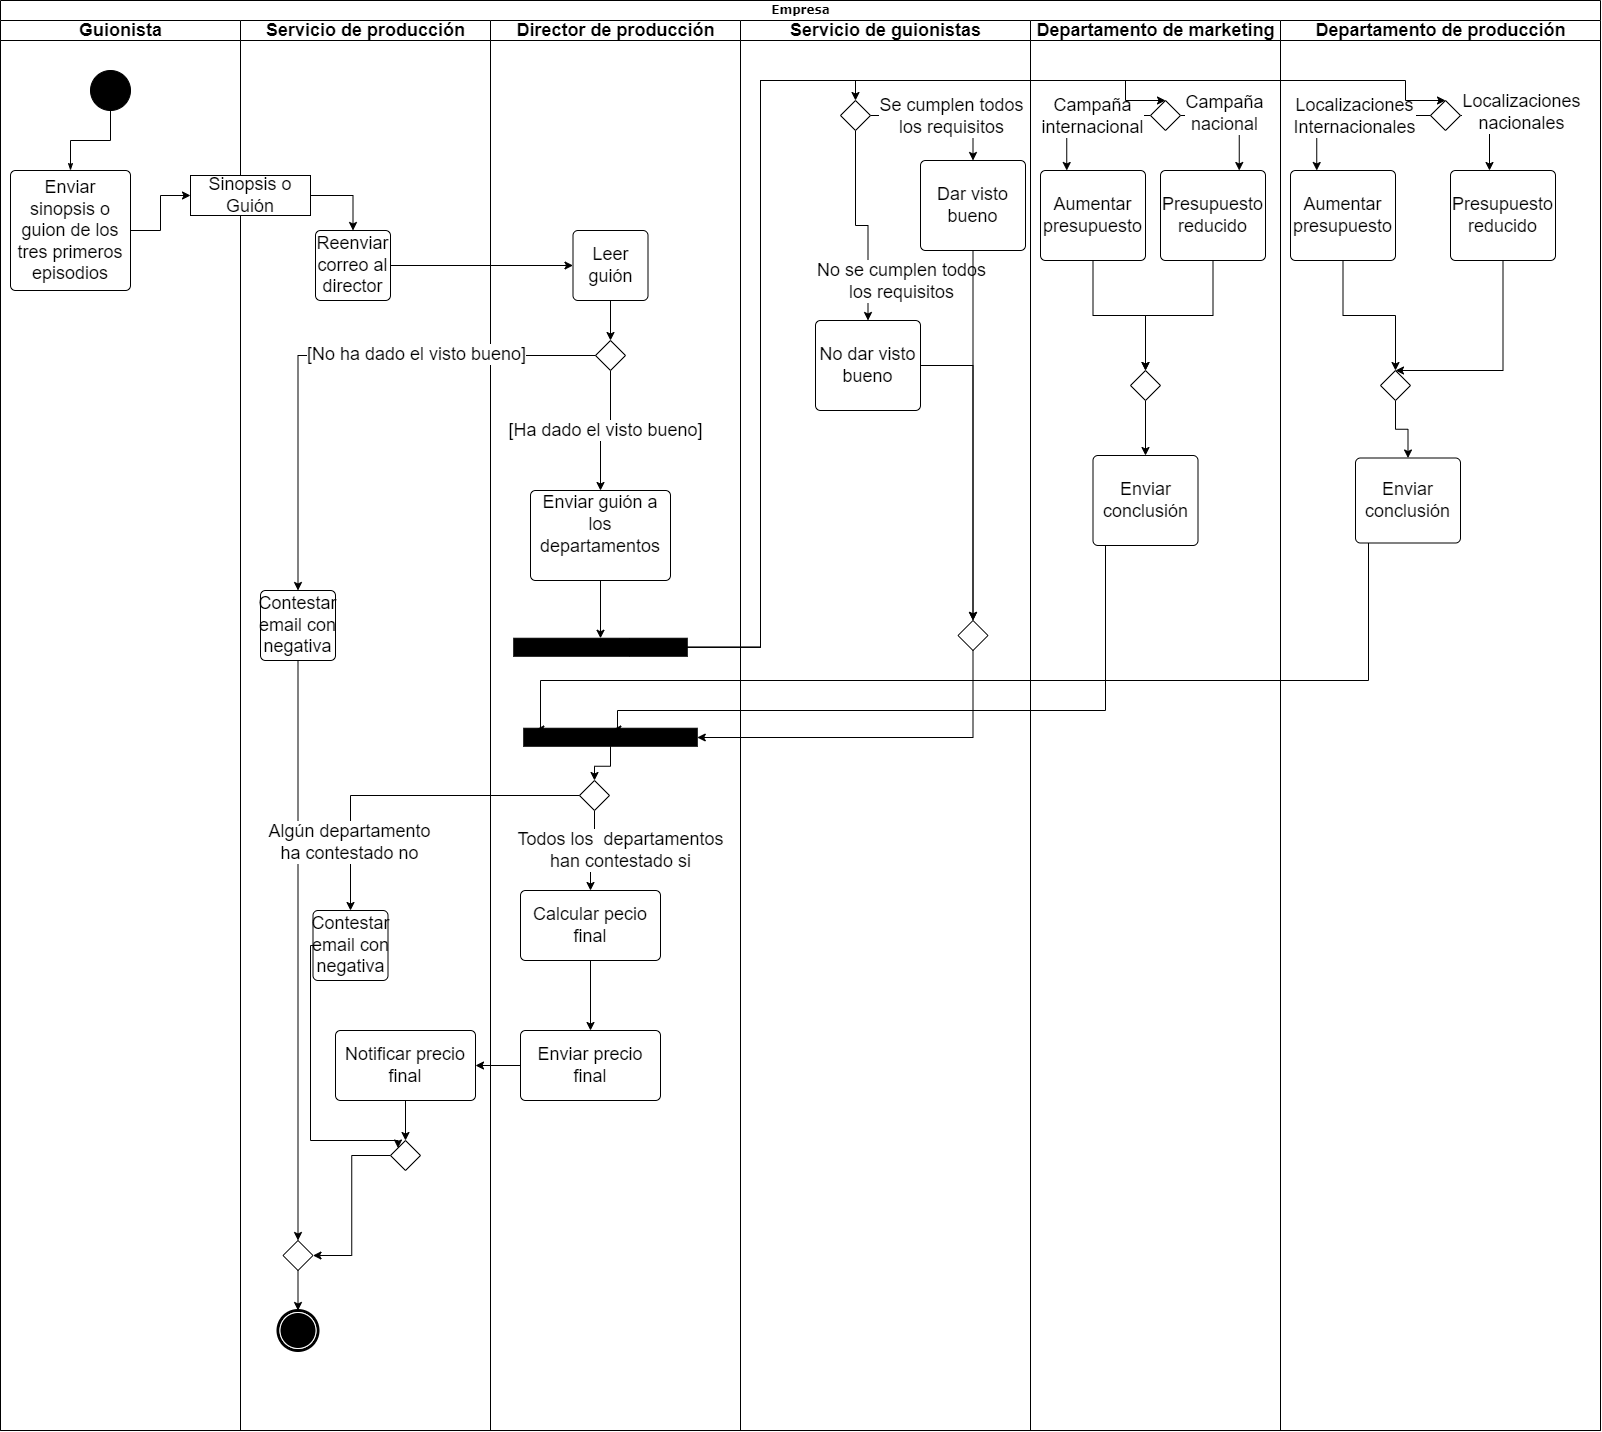 Empresa
Guionista
Servicio de producción
Director de producción
Servicio de guionistas
Departamento de marketing
Departamento de producción
Enviar
sinopsis o
guion de los
tres primeros
episodios
Sinopsis o
Guión
Reenviar
correo al
director
Leer
guión
[No ha dado el visto bueno]
[Ha dado el visto bueno]
Enviar guión a
los
departamentos
Contestar
email con
negativa
Se cumplen todos
los requisitos
Dar visto
bueno
No se cumplen todos
los requisitos
No dar visto
bueno
Campaña
internacional
Campaña
nacional
Aumentar
presupuesto
Presupuesto
reducido
Enviar
conclusión
Localizaciones
Internacionales
Localizaciones
nacionales
Aumentar
presupuesto
Presupuesto
reducido
Enviar
conclusión
Algún departamento
ha contestado no
Todos los  departamentos
han contestado si
Contestar
email con
negativa
Calcular pecio
final
Notificar precio
final
Enviar precio
final